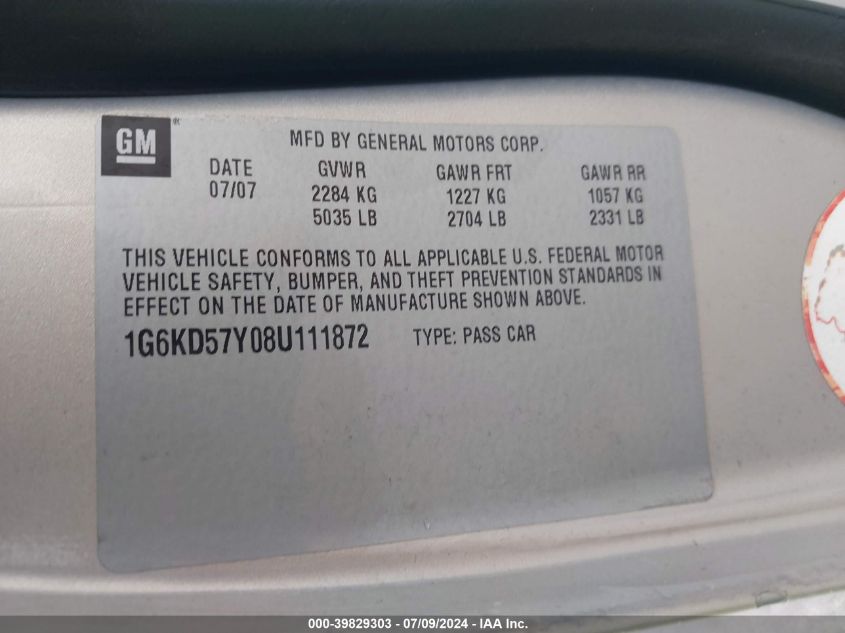 GM®
MFD BY GENERAL MOTORS CORP.
DATE GVWR GAWR FRT GAWR RR
07/07 2284 KG 1227 KG 1057 KG
5035 LB 2704 LB 2331 LB
THIS VEHICLE CONFORMS TO ALL APPLICABLE U.S. FEDERAL MOTOR
VEHICLE SAFETY, BUMPER, AND THEFT PREVENTION STANDARDS IN
EFFECT ON THE DATE OF MANUFACTURE SHOWN ABOVE.
1G6KD57Y08U111872 TYPE: PASS CAR
000-39829303 - 07/09/2024 - IAA Inc.